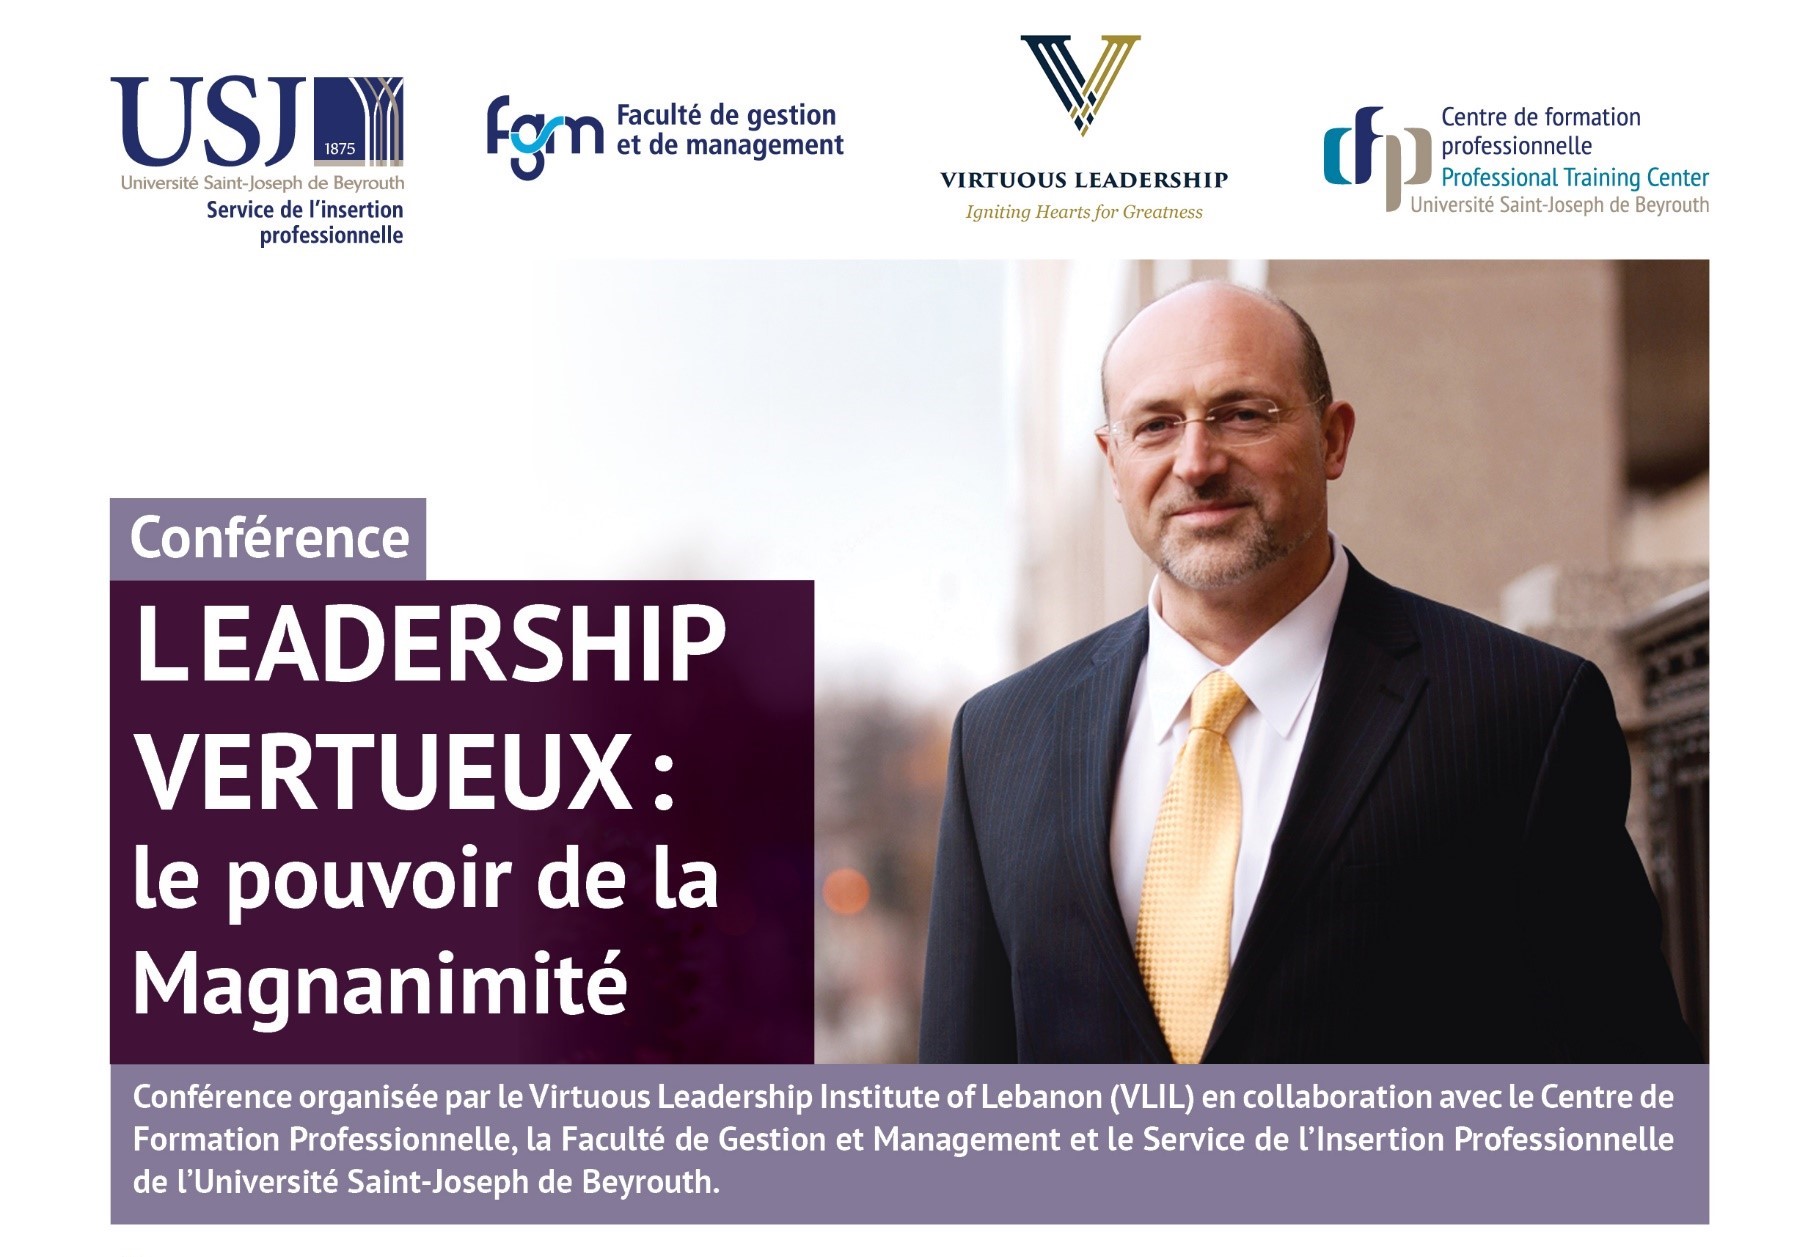 USJ
1875
Université Saint-Joseph de Beyrouth
Service de l'insertion
professionnelle
fgm
Faculté de gestion
et de management
VIRTUOUS LEADERSHIP
Igniting Hearts for Greatness
cfp
Centre de formation
professionnelle
Professional Training Center
Université Saint-Joseph de Beyrouth
Conférence
LEADERSHIP
VERTUEUX :
le pouvoir de la
Magnanimité
Conférence organisée par le Virtuous Leadership Institute of Lebanon (VLIL) en collaboration avec le Centre de
Formation Professionnelle, la Faculté de Gestion et Management et le Service de l'Insertion Professionnelle
de l'Université Saint-Joseph de Beyrouth.